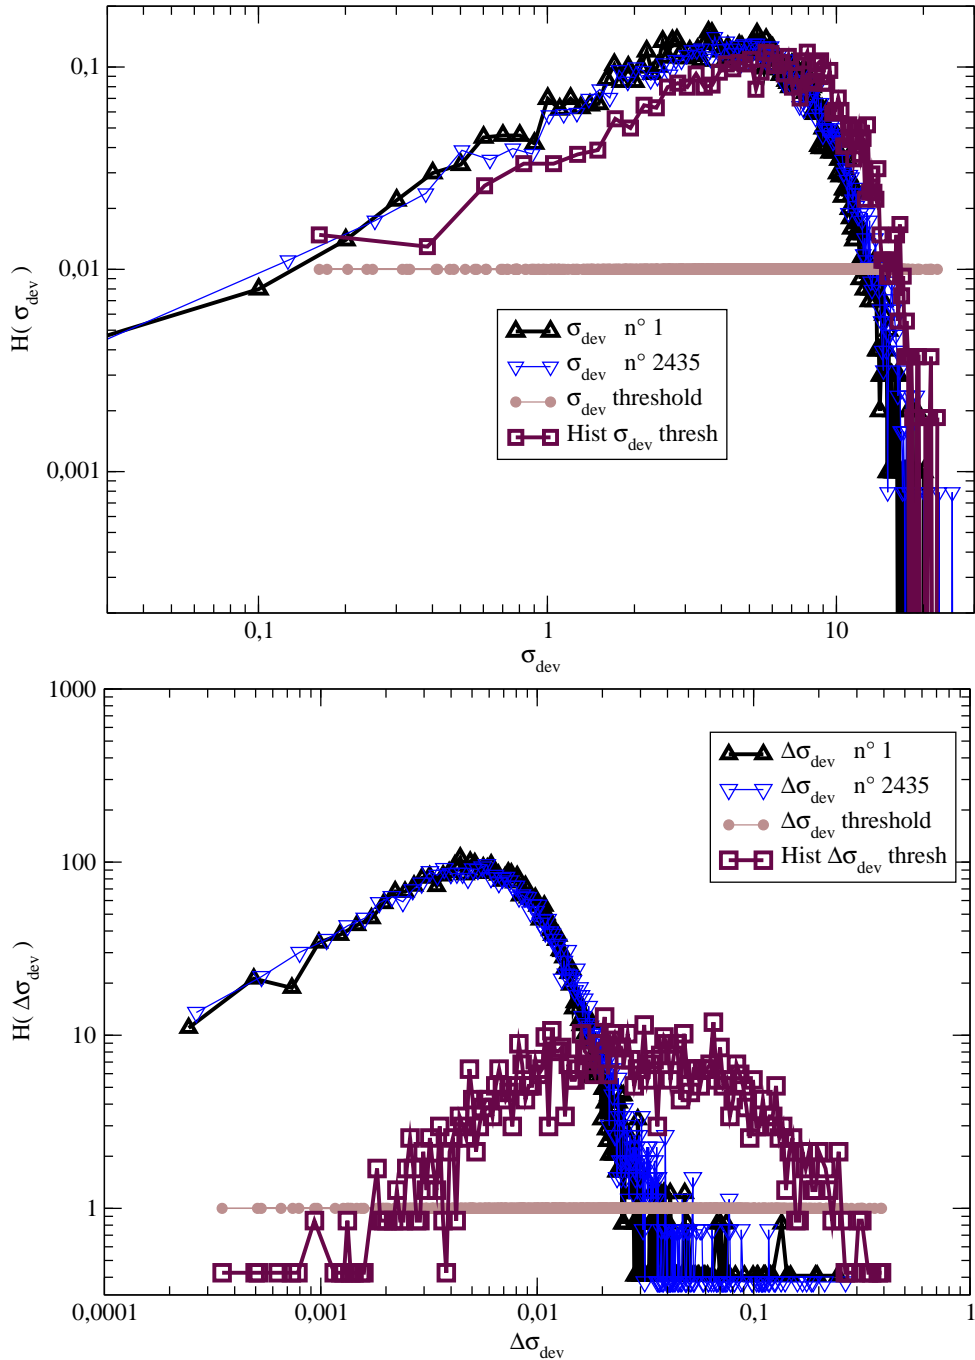 0,1
0,01
0,001
H( σdev)
σdev n° 1
σdev n° 2435
σdev threshold
Hist σdev thresh
0,1 1 10
σdev
1000
100
10
1
H( Δσdev)
Δσdev n° 1
Δσdev n° 2435
Δσdev threshold
Hist Δσdev thresh
0,0001 0,001 0,01 0,1 1
Δσdev